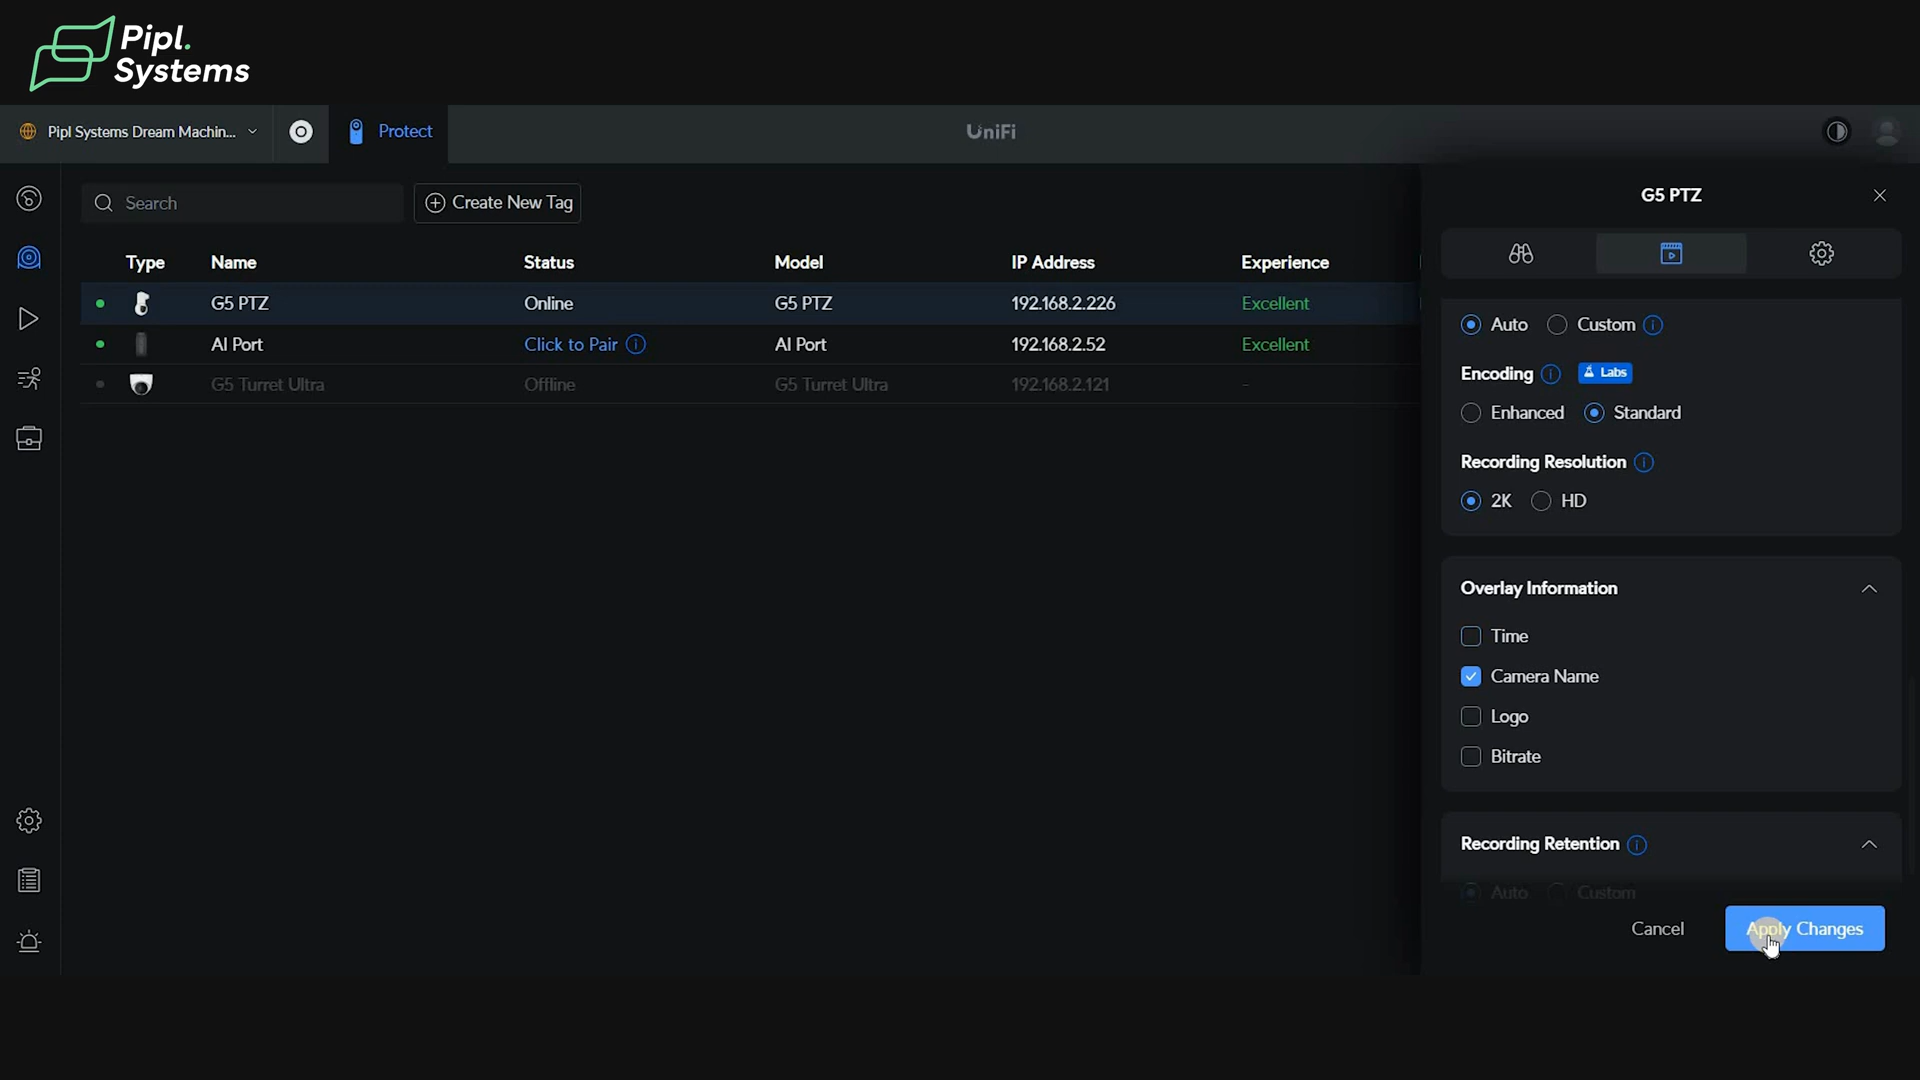 Pipl.
Systems
Pipl Systems Dream Machin...
Protect
UniFi
Search
Create New Tag
Type Name Status Model IP Address Experience
G5 PTZ Online G5 PTZ 192.168.2.226 Excellent
AI Port Click to Pair AI Port 192.168.2.52 Excellent
G5 Turret Ultra Offline G5 Turret Ultra 192.168.2.121 -
G5 PTZ
Auto Custom
Encoding Labs
Enhanced Standard
Recording Resolution
2K HD
Overlay Information
Time
Camera Name
Logo
Bitrate
Recording Retention
Auto Custom
Cancel Apply Changes